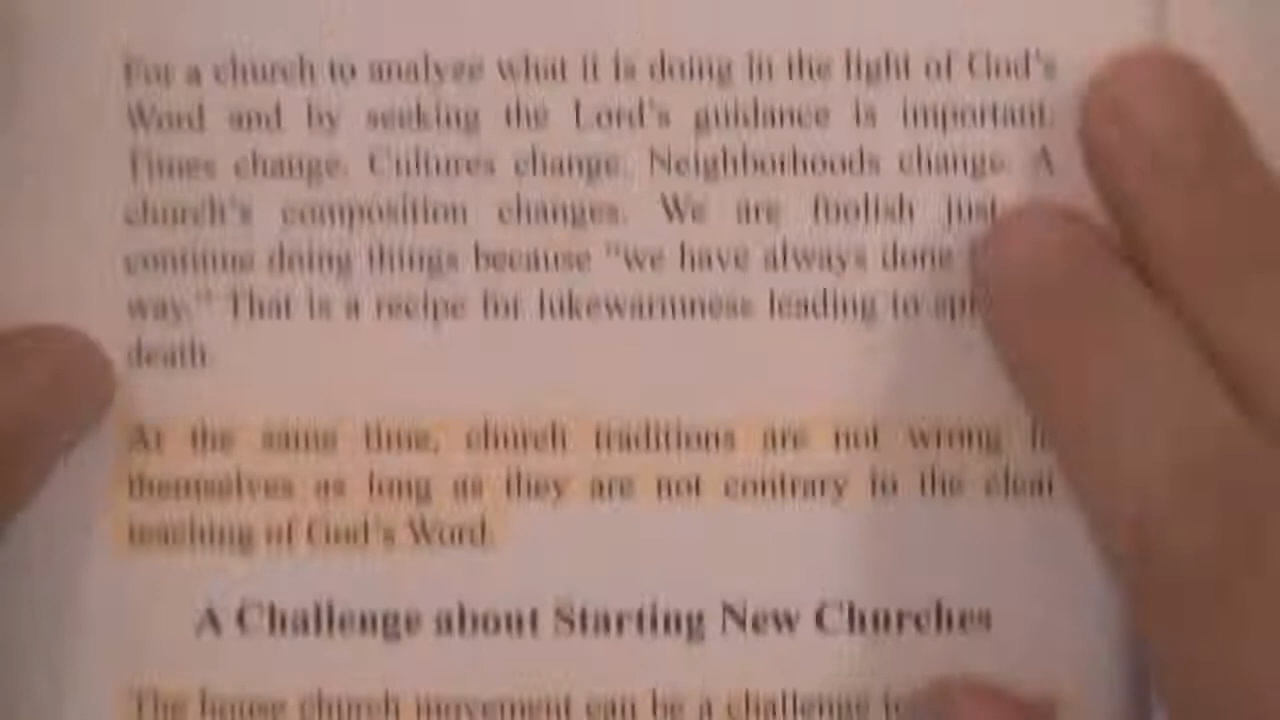 For a church to analyze what it is doing in the light of God's
Word and by seeking the Lord's guidance is important.
Times change. Cultures change. Neighborhoods change. A
church's composition changes. We are foolish just
continue doing things because "we have always done
way." That is a recipe for lukewarmness leading to
death.
At the same time, church traditions are not wrong in
themselves as long as they are not contrary to the clear
teaching of God's Word.
A Challenge about Starting New Churches
The house church movement can be a challenge